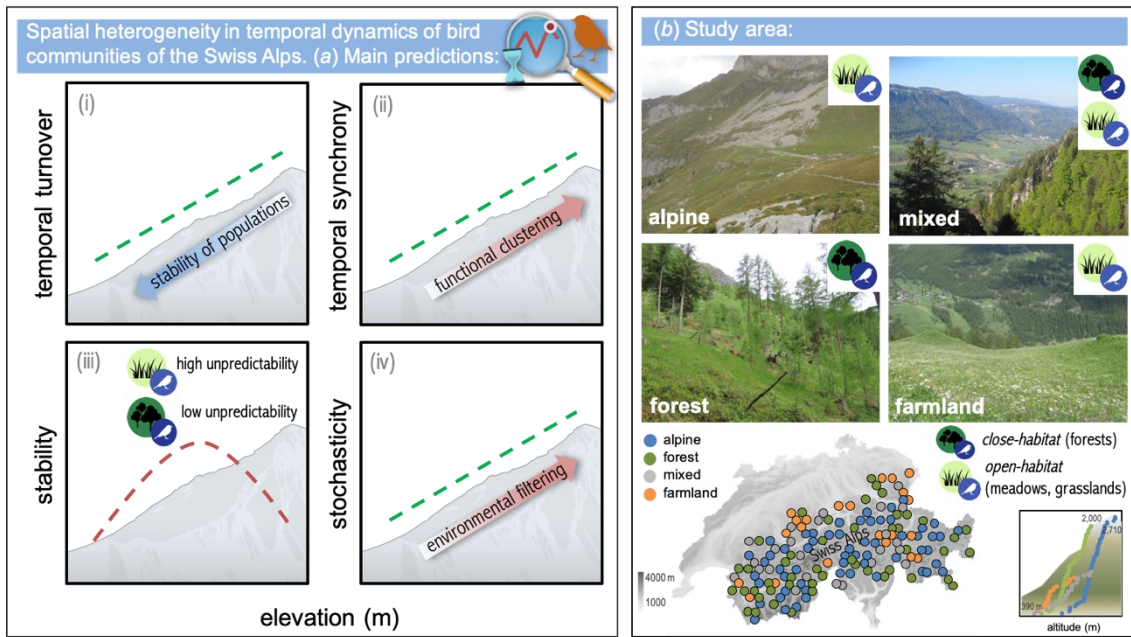 Spatial heterogeneity in temporal dynamics of bird
communities of the Swiss Alps. (a) Main predictions:
(i)
temporal turnover
stability of populations
(ii)
temporal synchrony
functional clustering
(iii)
high unpredictability
low unpredictability
stability
(iv)
stochasticity
environmental filtering
elevation (m)
(b) Study area:
alpine
mixed
forest
farmland
alpine
forest
mixed
farmland
Swiss Alps
4000 m
1000
close-habitat (forests)
open-habitat
(meadows, grasslands)
2,000
390 m
altitude (m)